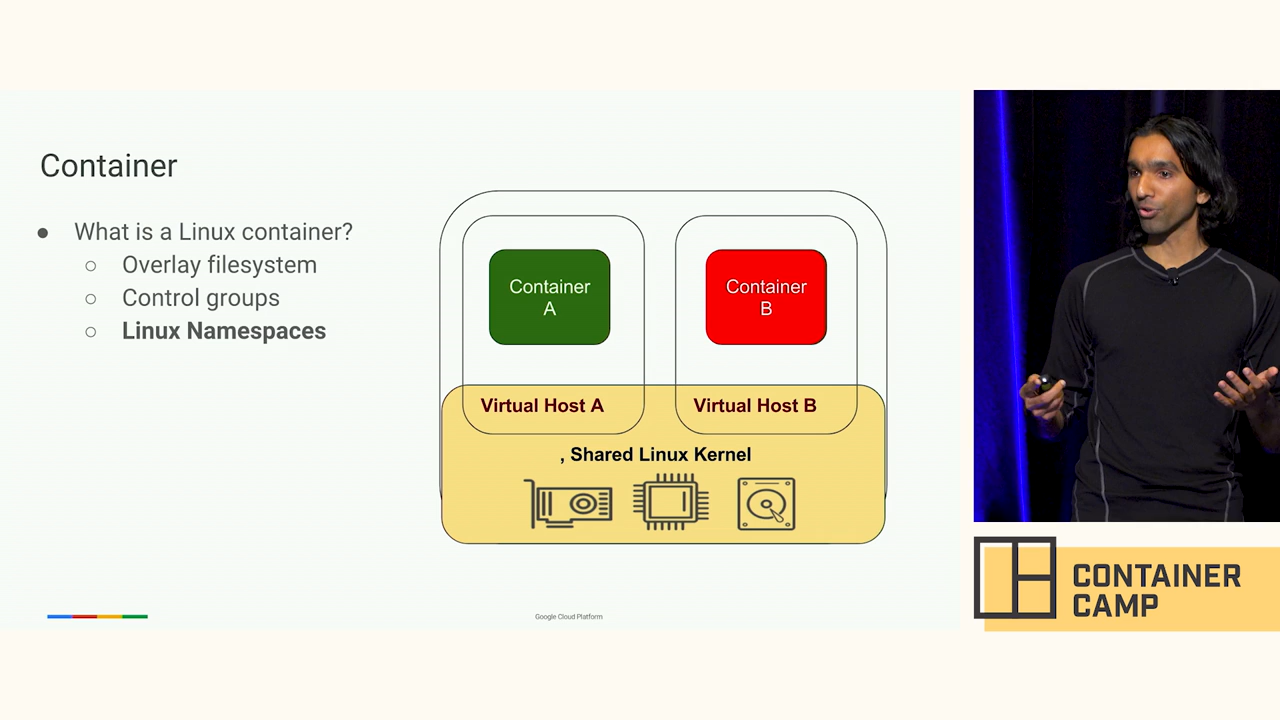 Container
● What is a Linux container?
○ Overlay filesystem
○ Control groups
○ Linux Namespaces
Container
A
Container
B
Virtual Host A
Virtual Host B
, Shared Linux Kernel
Google Cloud Platform
CONTAINER
CAMP